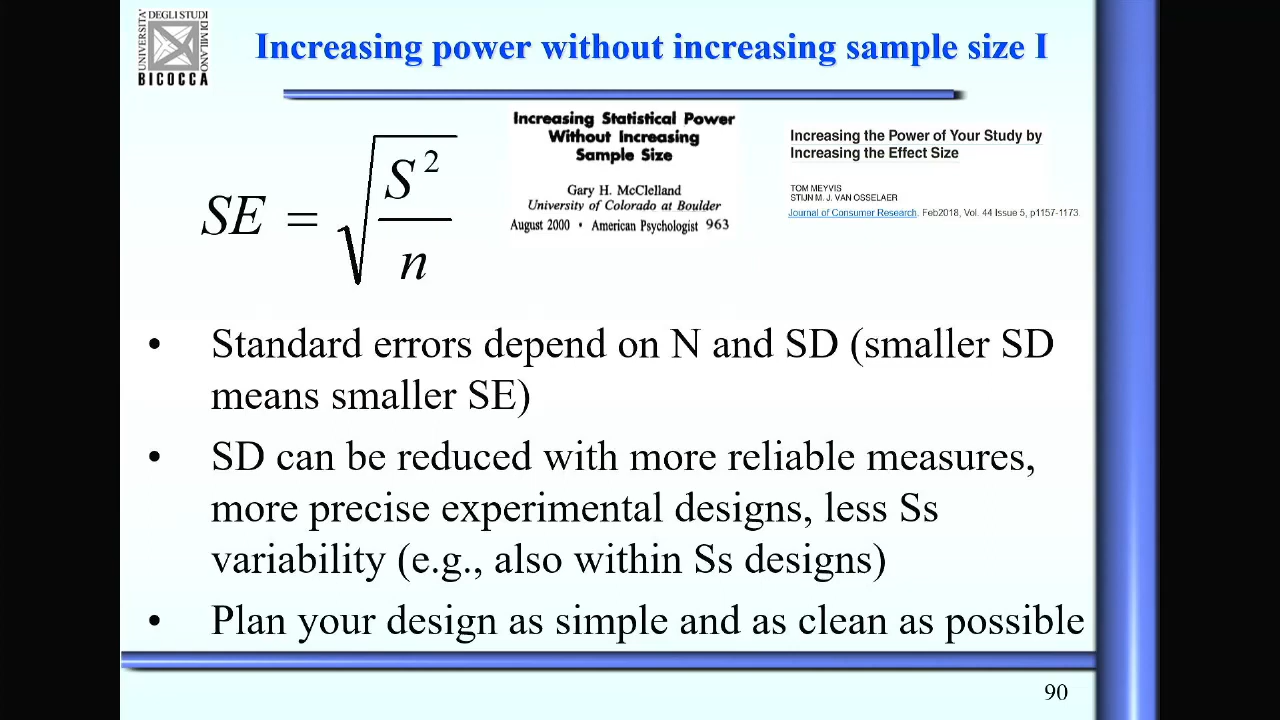 UNIVERSITA' DEGLI STUDI DI MILANO
BICOCCA
Increasing power without increasing sample size I
SE = √ S² / n
Increasing Statistical Power
Without Increasing
Sample Size
Gary H. McClelland
University of Colorado at Boulder
August 2000 • American Psychologist 963
Increasing the Power of Your Study by
Increasing the Effect Size
TOM MEYVIS
STIJN M. J. VAN OSSELAER
Journal of Consumer Research. Feb2018, Vol. 44 Issue 5, p1157-1173.
• Standard errors depend on N and SD (smaller SD
means smaller SE)
• SD can be reduced with more reliable measures,
more precise experimental designs, less Ss
variability (e.g., also within Ss designs)
• Plan your design as simple and as clean as possible
90